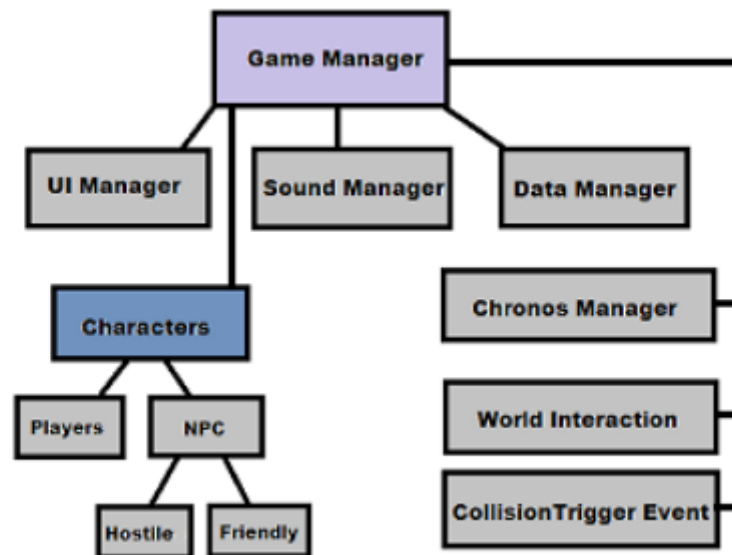 Game Manager
UI Manager
Sound Manager
Data Manager
Characters
Chronos Manager
Players
NPC
World Interaction
Hostile
Friendly
CollisionTrigger Event